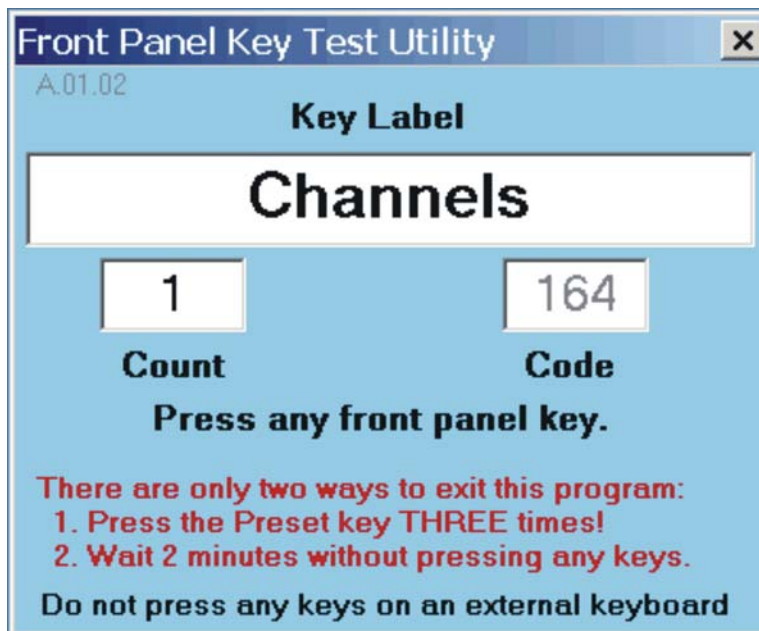 Front Panel Key Test Utility
A.01.02
Key Label
Channels
1 164
Count Code
Press any front panel key.
There are only two ways to exit this program:
1. Press the Preset key THREE times!
2. Wait 2 minutes without pressing any keys.
Do not press any keys on an external keyboard